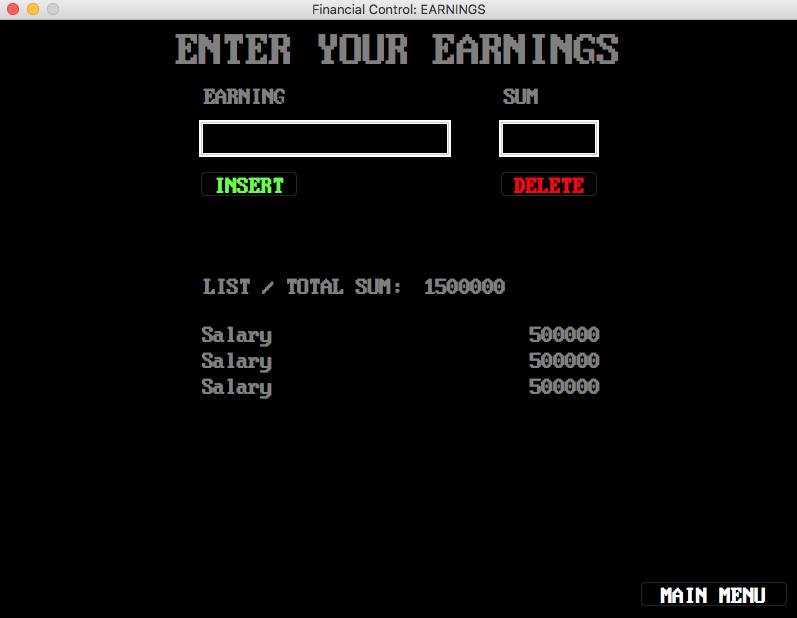 Financial Control: EARNINGS
ENTER YOUR EARNINGS
EARNING SUM
INSERT DELETE
LIST / TOTAL SUM: 1500000
Salary 500000
Salary 500000
Salary 500000
MAIN MENU